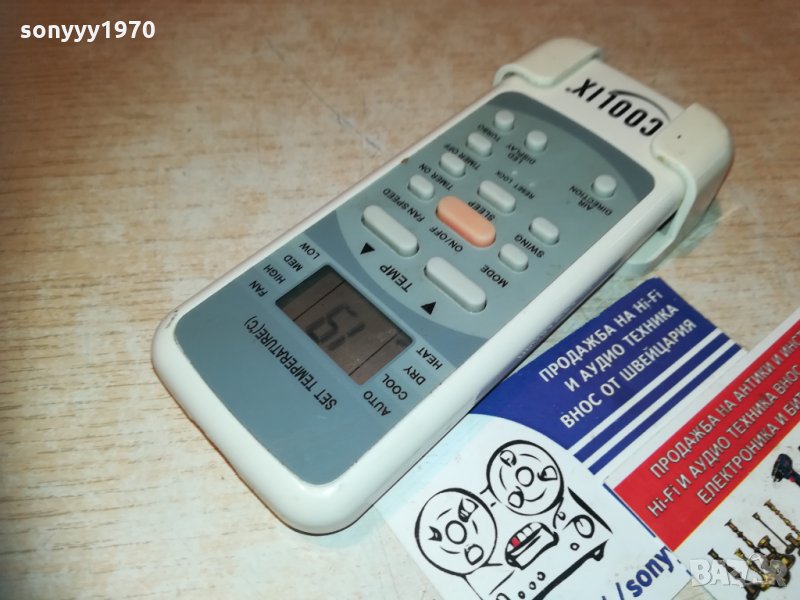 sonyyy1970
COOLIX
TURBO
LED DISPLAY
AIR DIRECTION
TIMER ON
TIMER OFF
RESET LOCK
FAN SPEED
SLEEP
SWING
ON/OFF
MODE
▲ TEMP ▼
FAN HIGH MED LOW
AUTO COOL DRY HEAT
SET TEMPERATURE(C)
ПРОДАЖБА НА Hi-Fi
И АУДИО ТЕХНИКА
ВНОС ОТ ШВЕЙЦАРИЯ
ПРОДАЖБА НА АНТИКИ И
Hi-Fi И АУДИО ТЕХНИКА ВНОС
ЕЛЕКТРОНИКА И
/sony
BAZAR